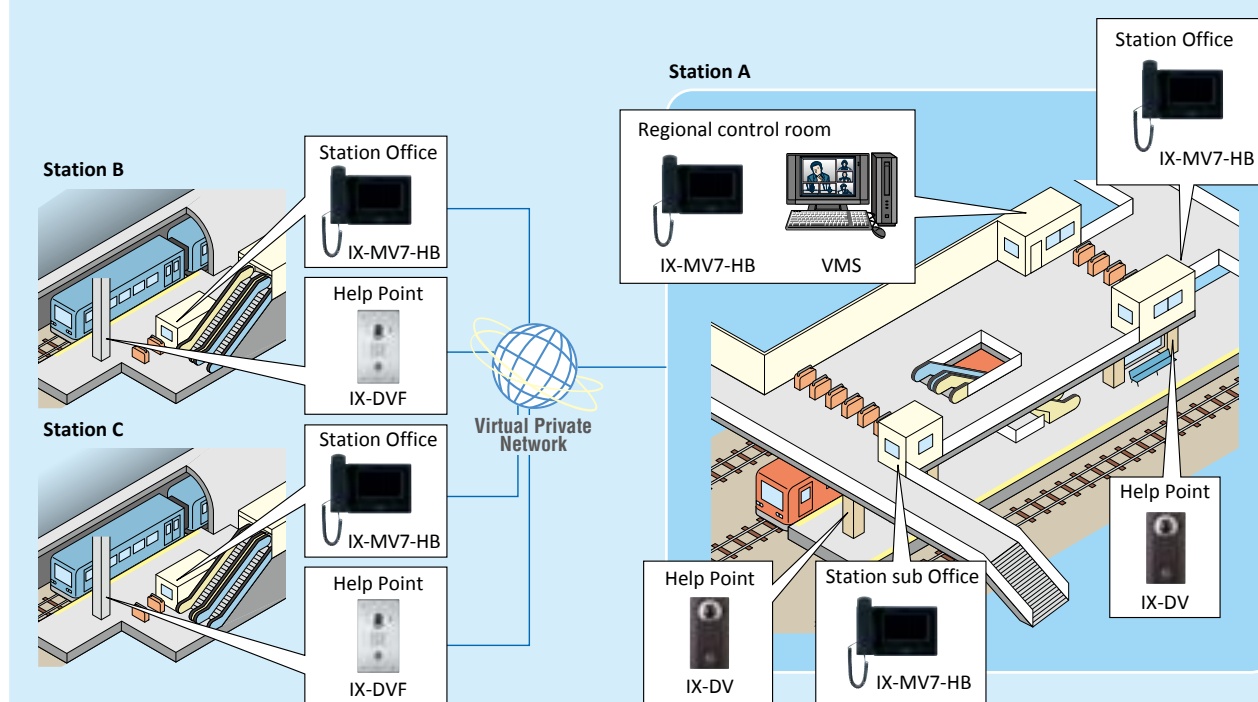 Station B
Station Office
IX-MV7-HB
Help Point
IX-DVF
Station C
Station Office
IX-MV7-HB
Help Point
IX-DVF
Virtual Private
Network
Station A
Regional control room
IX-MV7-HB
VMS
Station Office
IX-MV7-HB
Help Point
IX-DV
Station sub Office
IX-MV7-HB
Help Point
IX-DV